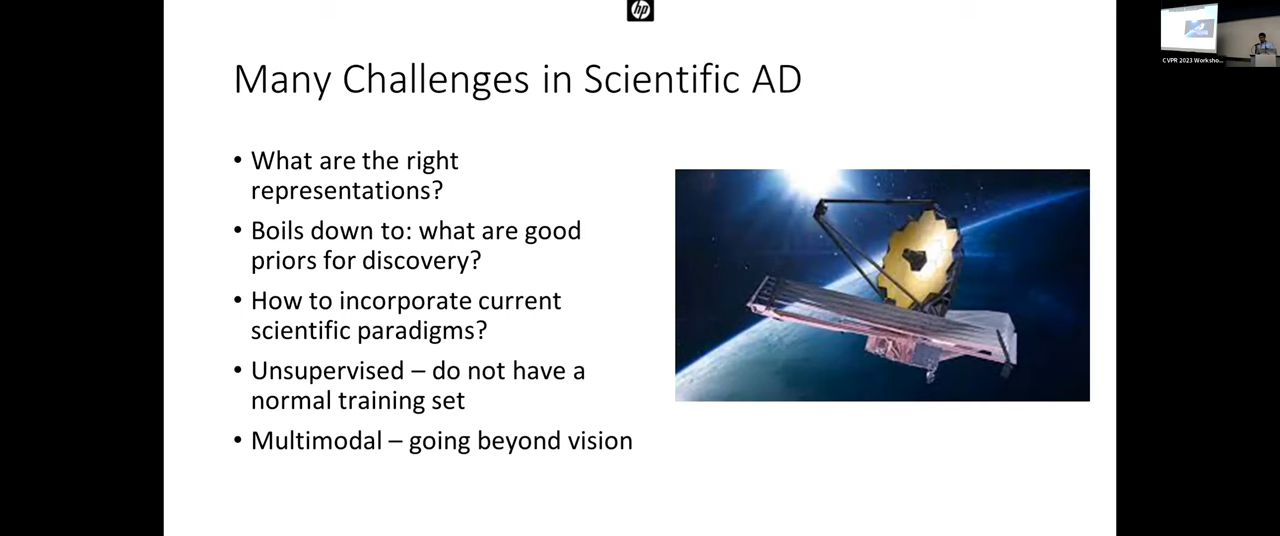 hp
Many Challenges in Scientific AD
• What are the right
representations?
• Boils down to: what are good
priors for discovery?
• How to incorporate current
scientific paradigms?
• Unsupervised – do not have a
normal training set
• Multimodal – going beyond vision
CVPR 2023 Worksho...